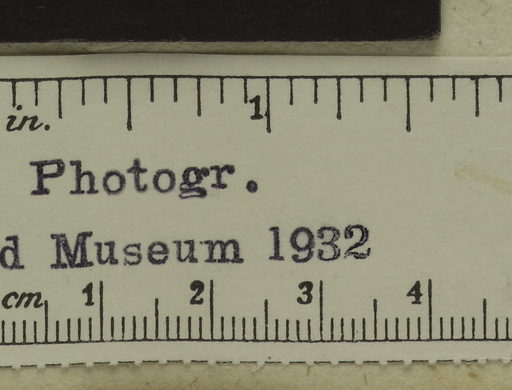 in. 1
Photogr.
d Museum 1932
cm 1 2 3 4